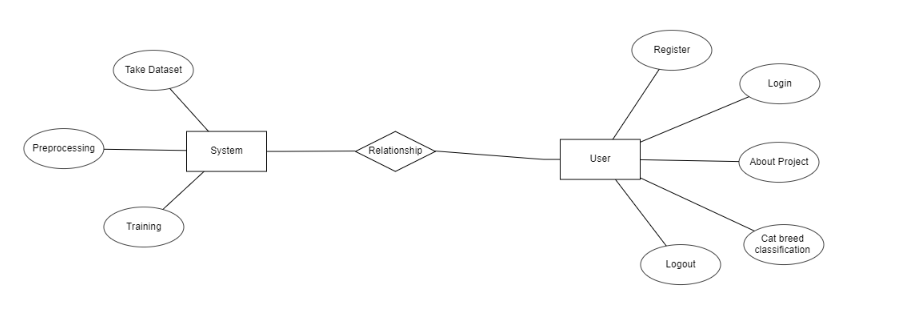 Register
Take Dataset
Login
Preprocessing
System
Relationship
User
About Project
Training
Cat breed
classification
Logout